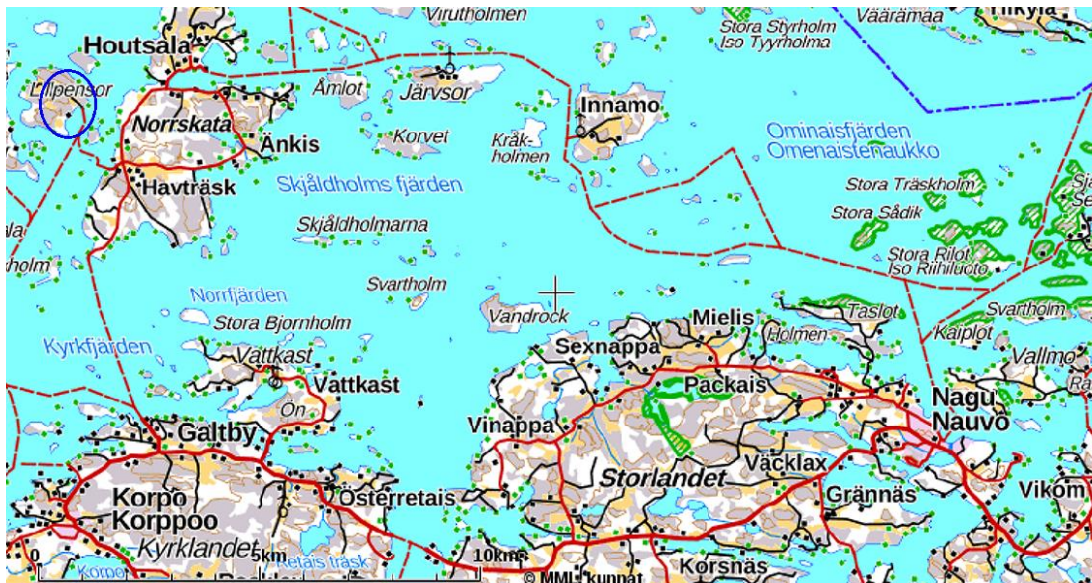 Virutholmen
Stora Styrholm
Iso Tyyrholma
Väärämaa
Houtsala
Lillpensor
Åmlot
Järvsor
Innamo
Norrskata
Änkis
Korvet
Kråk-
holmen
Ominaisfjärden
Omenaistenaukko
Havträsk
Skjåldholms fjärden
Stora Träskholm
Stora Sådik
Skjåldholmarna
Stora Rilot
Iso Riihiluoto
Svartholm
Norrfjärden
Stora Bjornholm
Vandrock
Mielis
Holmen
Taslot
Svartholm
Kaiplot
Kyrkfjärden
Vattkast
Sexnappa
Vallmo
Vattkast
Ön
Packais
Nagu
Nauvo
Galtby
Vinappa
Väcklax
Storlandet
Korpo
Korppoo
Österretais
Grännäs
Vikom
Kyrklandet
0
5km
10km
Retais träsk
Korpo
© MML, kunnat
Korsnäs